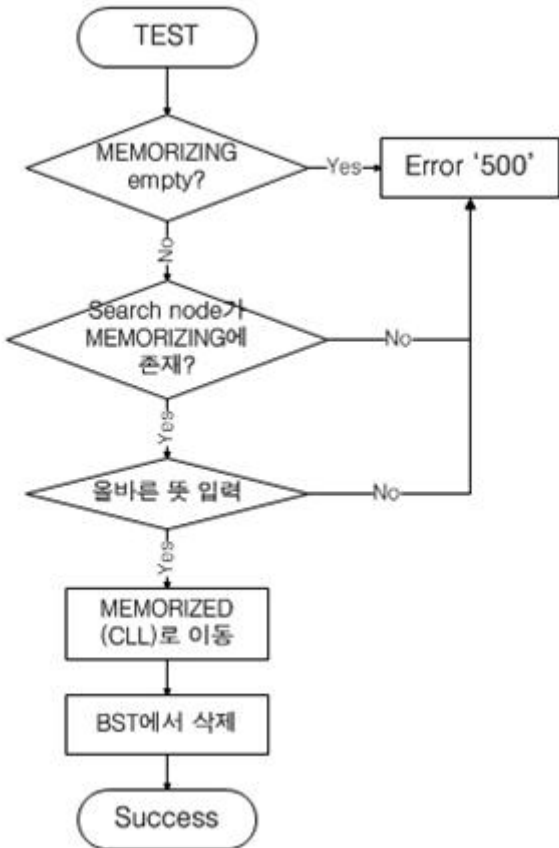 TEST
MEMORIZING
empty?
Yes
Error ‘500’
No
Search node가
MEMORIZING에
존재?
No
Yes
올바른 뜻 입력
No
Yes
MEMORIZED
(CLL)로 이동
BST에서 삭제
Success